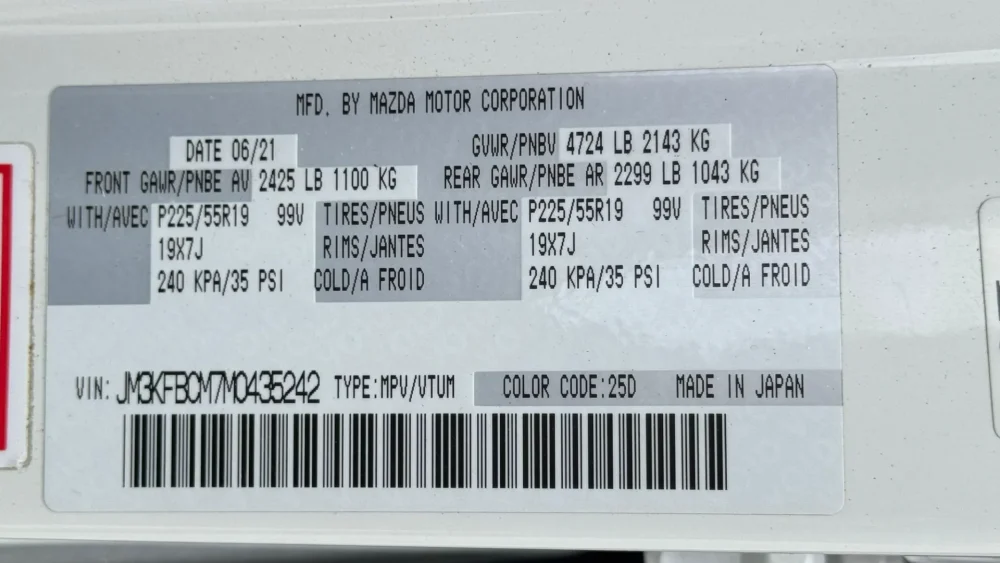 MFD. BY MAZDA MOTOR CORPORATION
DATE 06/21 GVWR/PNBV 4724 LB 2143 KG
FRONT GAWR/PNBE AV 2425 LB 1100 KG REAR GAWR/PNBE AR 2299 LB 1043 KG
WITH/AVEC P225/55R19 99V TIRES/PNEUS WITH/AVEC P225/55R19 99V TIRES/PNEUS
19X7J RIMS/JANTES 19X7J RIMS/JANTES
240 KPA/35 PSI COLD/A FROID 240 KPA/35 PSI COLD/A FROID
VIN: JM3KFBCM7M0435242 TYPE:MPV/VTUM COLOR CODE:25D MADE IN JAPAN